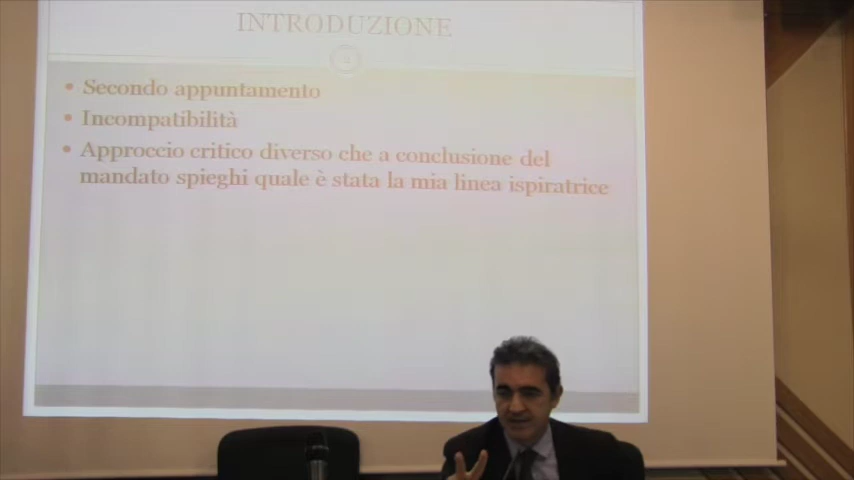 INTRODUZIONE
• Secondo appuntamento
• Incompatibilità
• Approccio critico diverso che a conclusione del
mandato spieghi quale è stata la mia linea ispiratrice